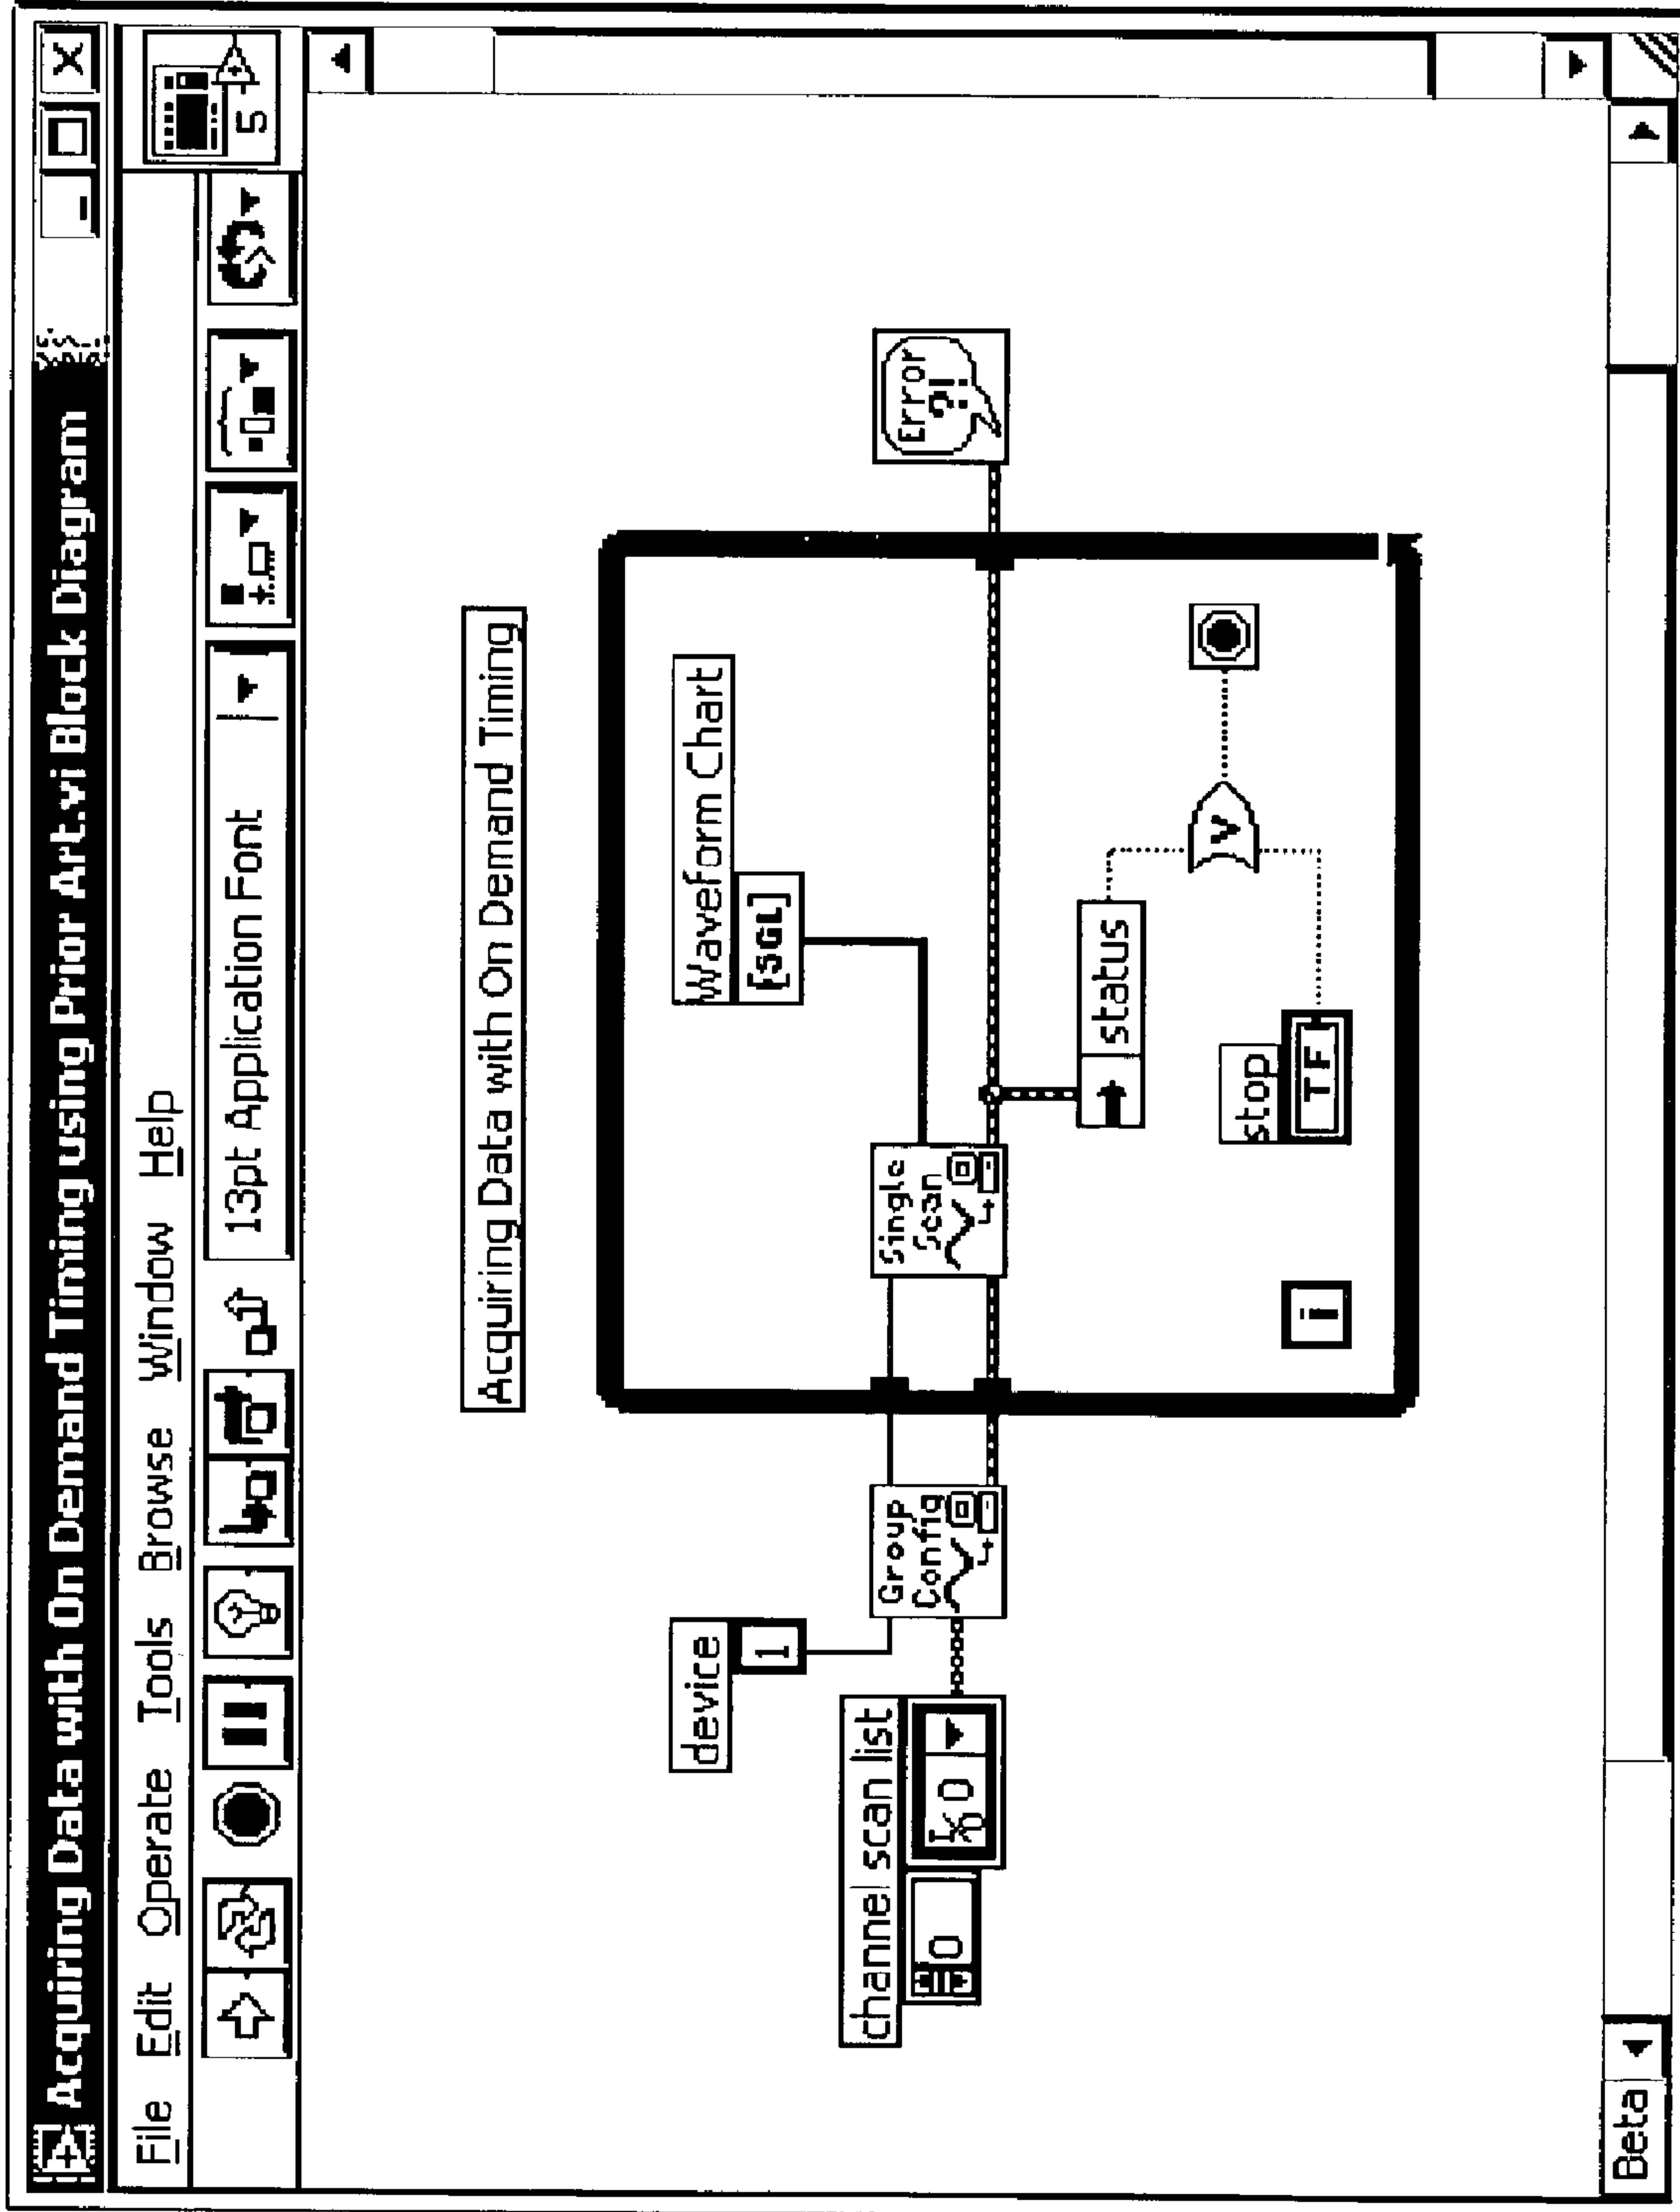 Acquiring Data with On Demand Timing using Prior Art.vi Block Diagram
File Edit Operate Tools Browse Window Help
13pt Application Font
5
Acquiring Data with On Demand Timing
device
1
channel scan list
0
0
Group
Config
Single
Scan
Waveform Chart
[SGL]
status
stop
TF
V
i
Error
?!
Beta